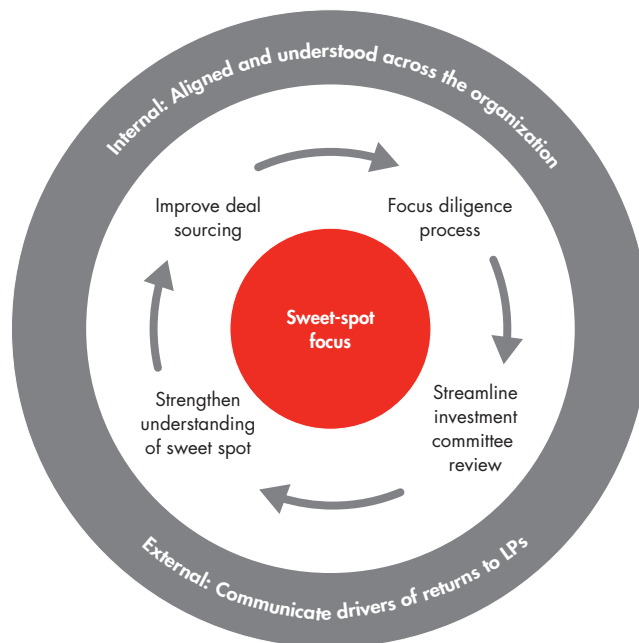 Internal: Aligned and understood across the organization
Improve deal
sourcing
Focus diligence
process
Sweet-spot
focus
Strengthen
understanding
of sweet spot
Streamline
investment
committee
review
External: Communicate drivers of returns to LPs